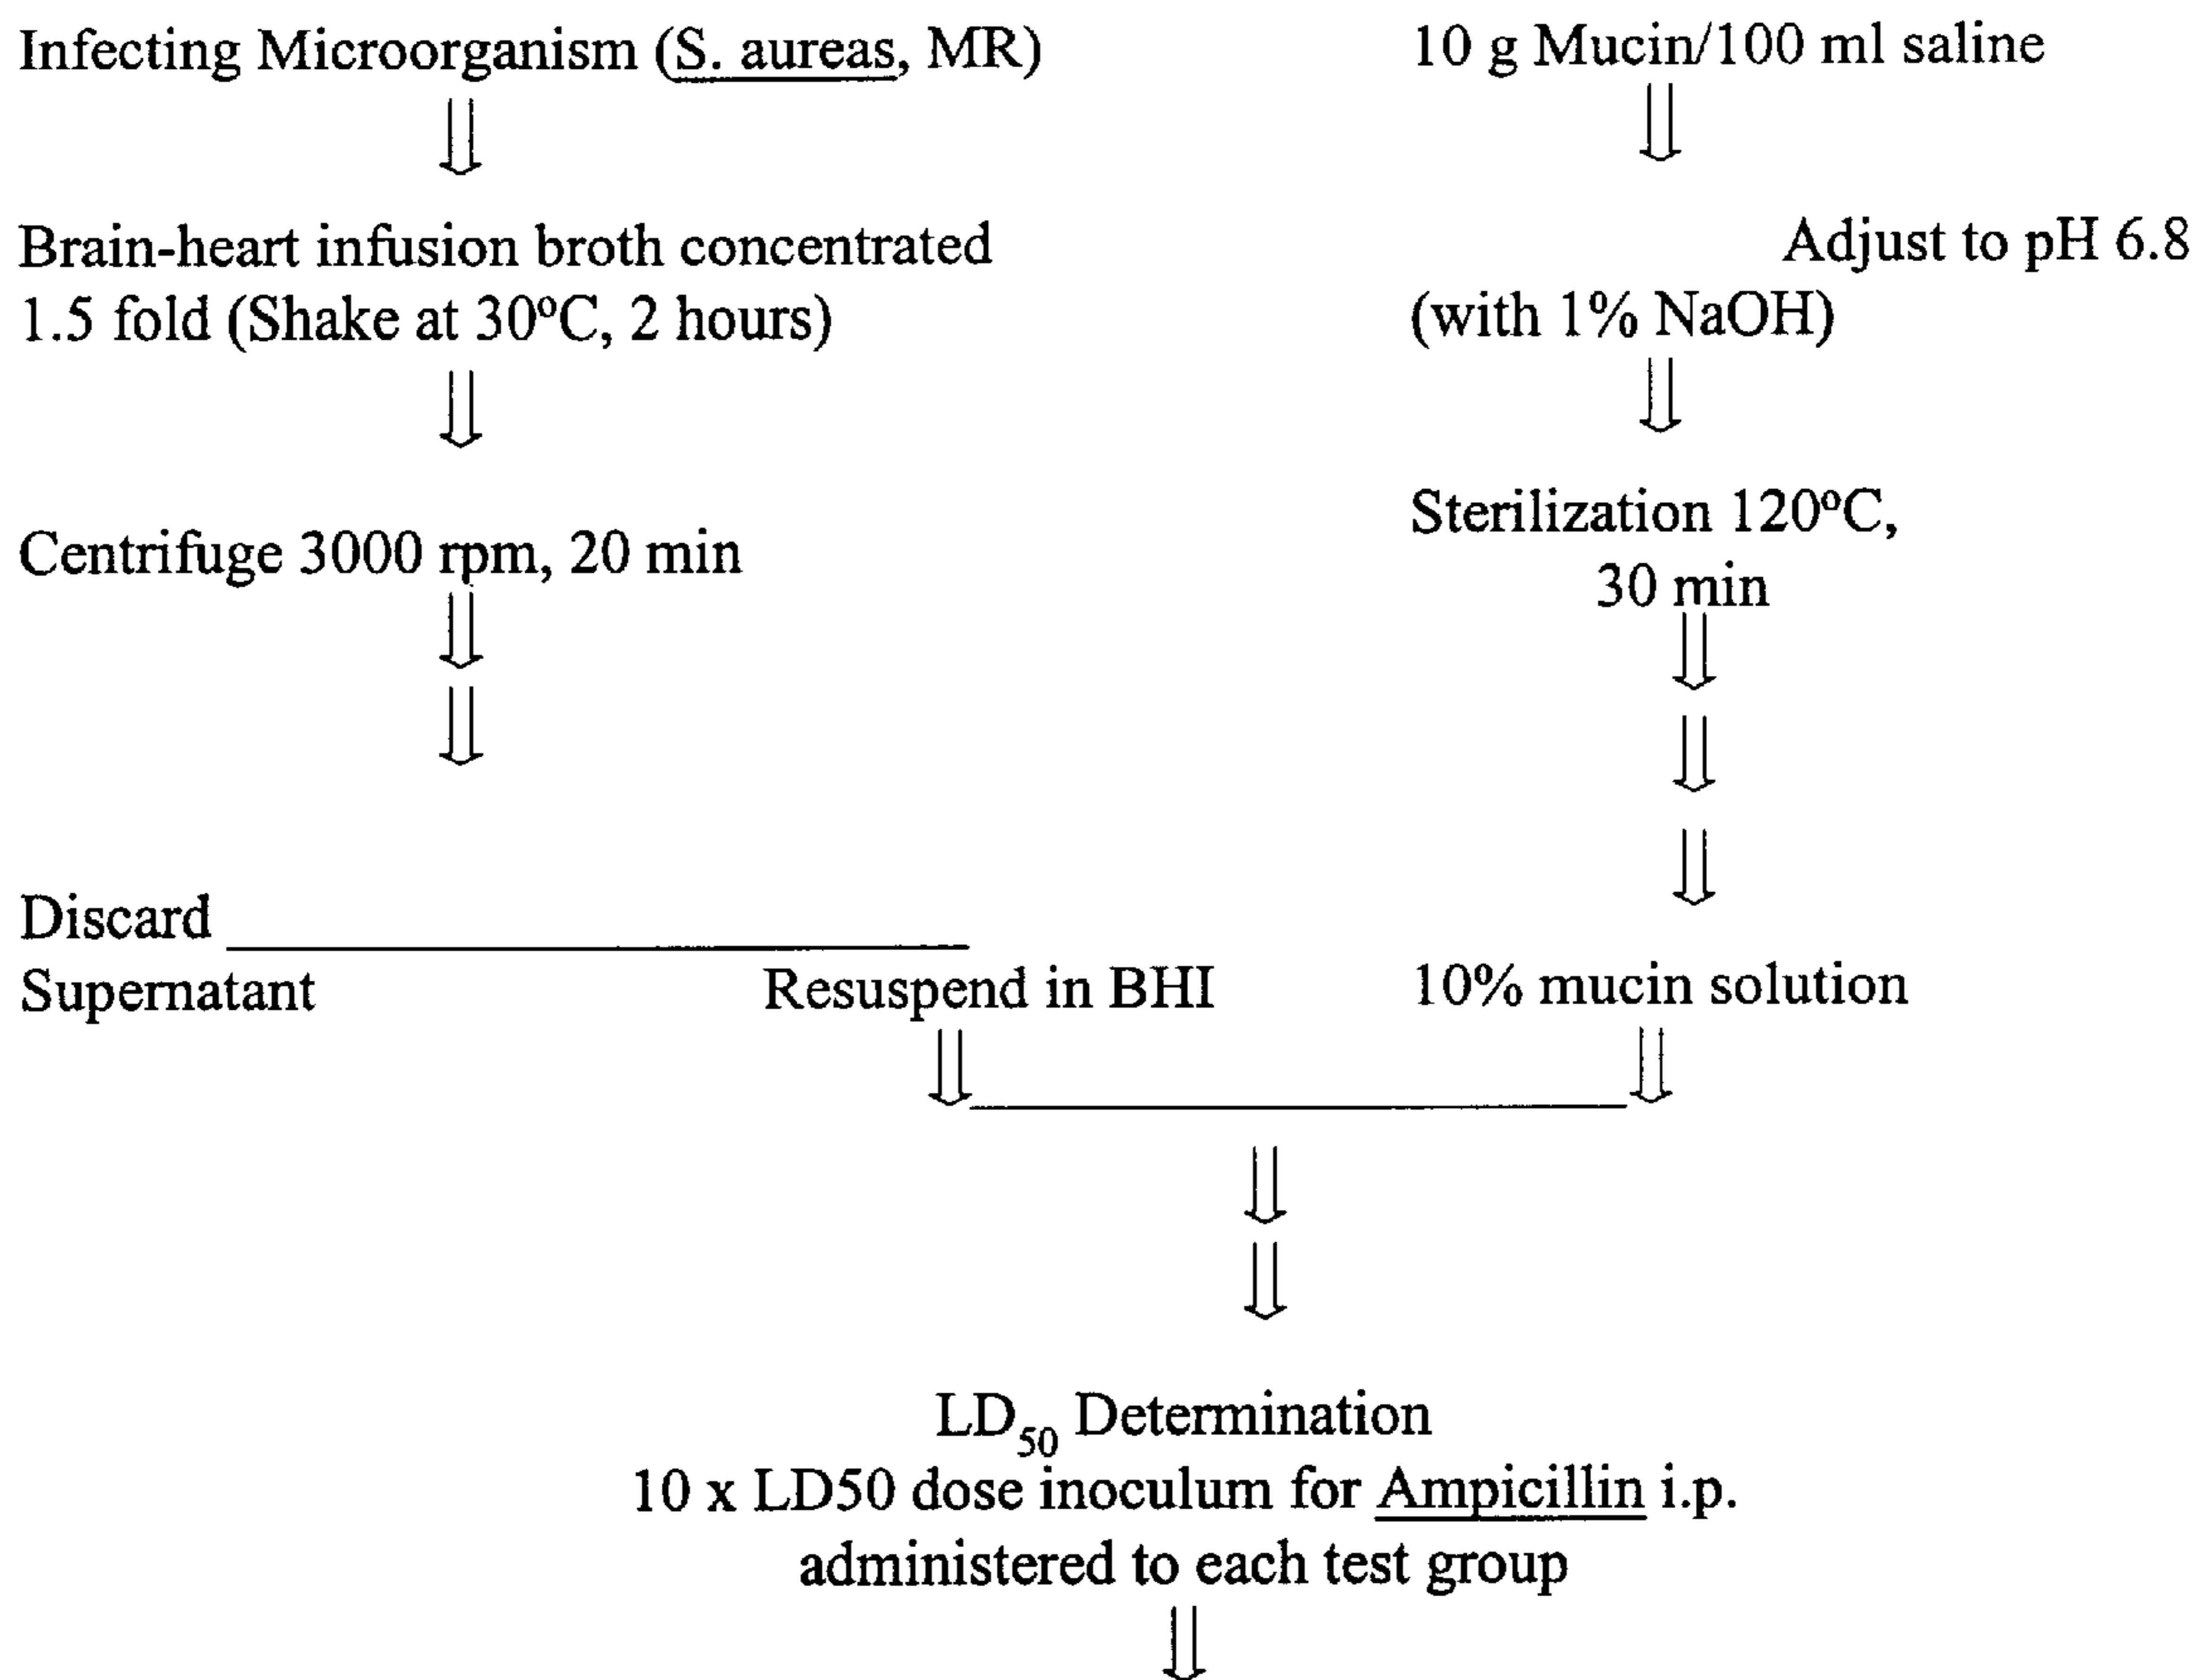 Infecting Microorganism (S. aureas, MR)
Brain-heart infusion broth concentrated
1.5 fold (Shake at 30ºC, 2 hours)
Centrifuge 3000 rpm, 20 min
Discard
Supernatant
Resuspend in BHI
10 g Mucin/100 ml saline
Adjust to pH 6.8
(with 1% NaOH)
Sterilization 120ºC,
30 min
10% mucin solution
LD50 Determination
10 x LD50 dose inoculum for Ampicillin i.p.
administered to each test group